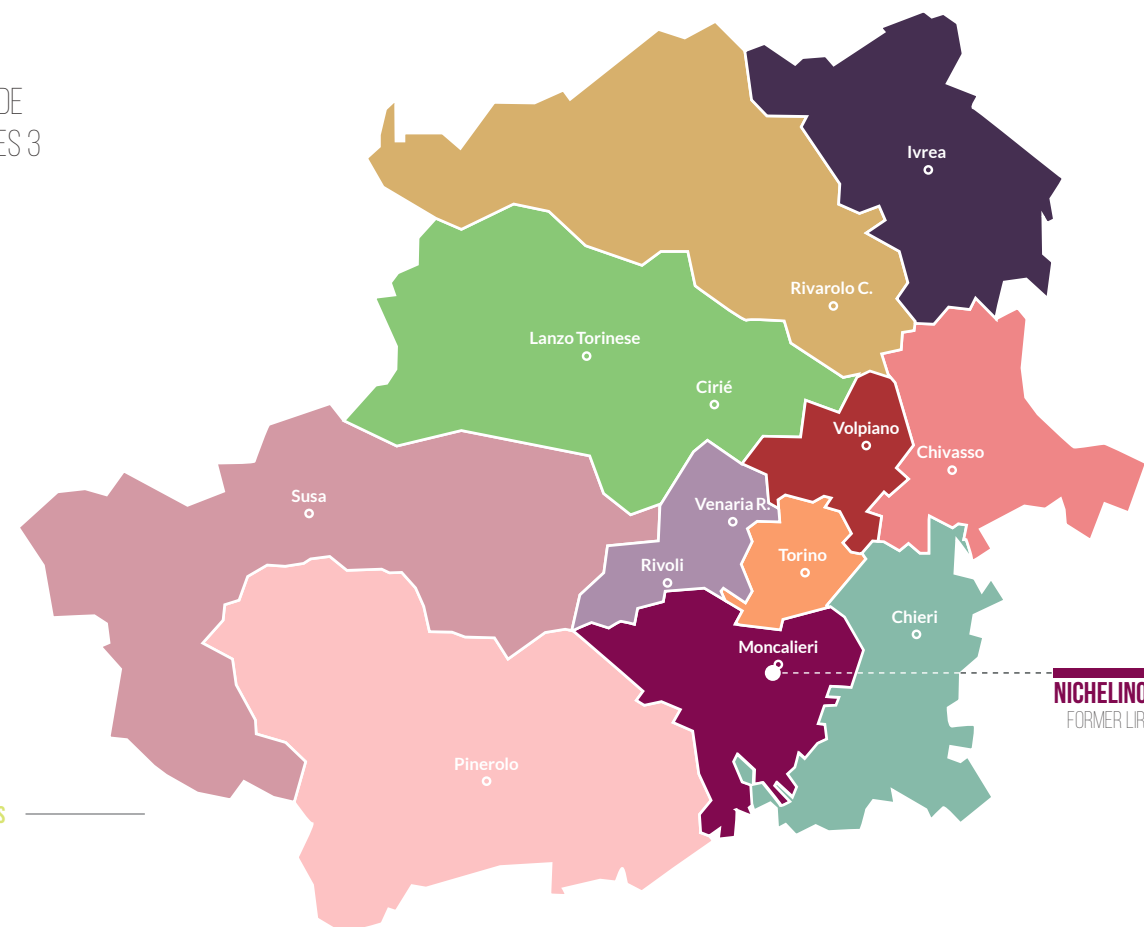 DE
ES 3
Ivrea
Rivarolo C.
Lanzo Torinese
Cirié
Volpiano
Chivasso
Susa
Venaria R.
Torino
Rivoli
Chieri
Moncalieri
NICHELINO
FORMER LIR
Pinerolo
S